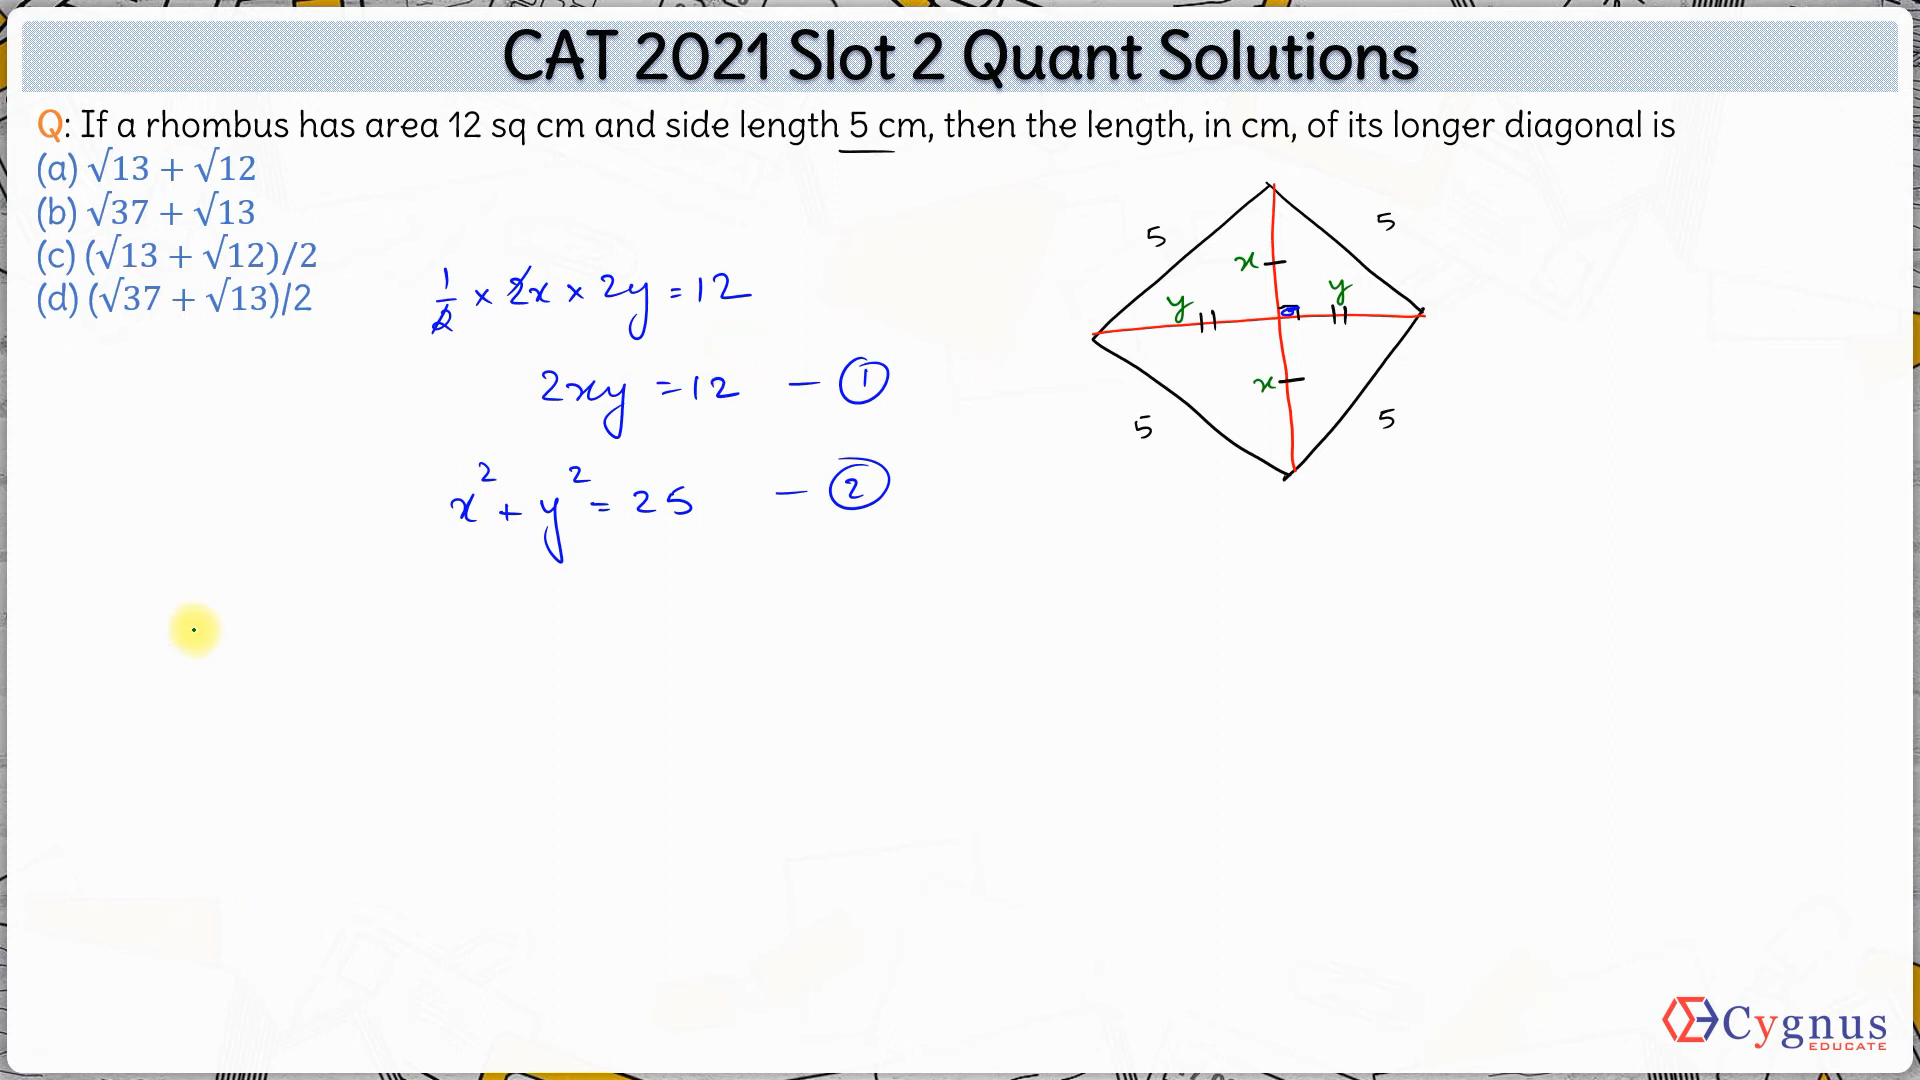 CAT 2021 Slot 2 Quant Solutions
Q: If a rhombus has area 12 sq cm and side length 5 cm, then the length, in cm, of its longer diagonal is
(a) √13 + √12
(b) √37 + √13
(c) (√13 + √12)/2
(d) (√37 + √13)/2
1/2 × 2x × 2y = 12
2xy = 12 — ①
x² + y² = 25 — ②
5 5
x
y y
x
5 5
Cygnus
EDUCATE